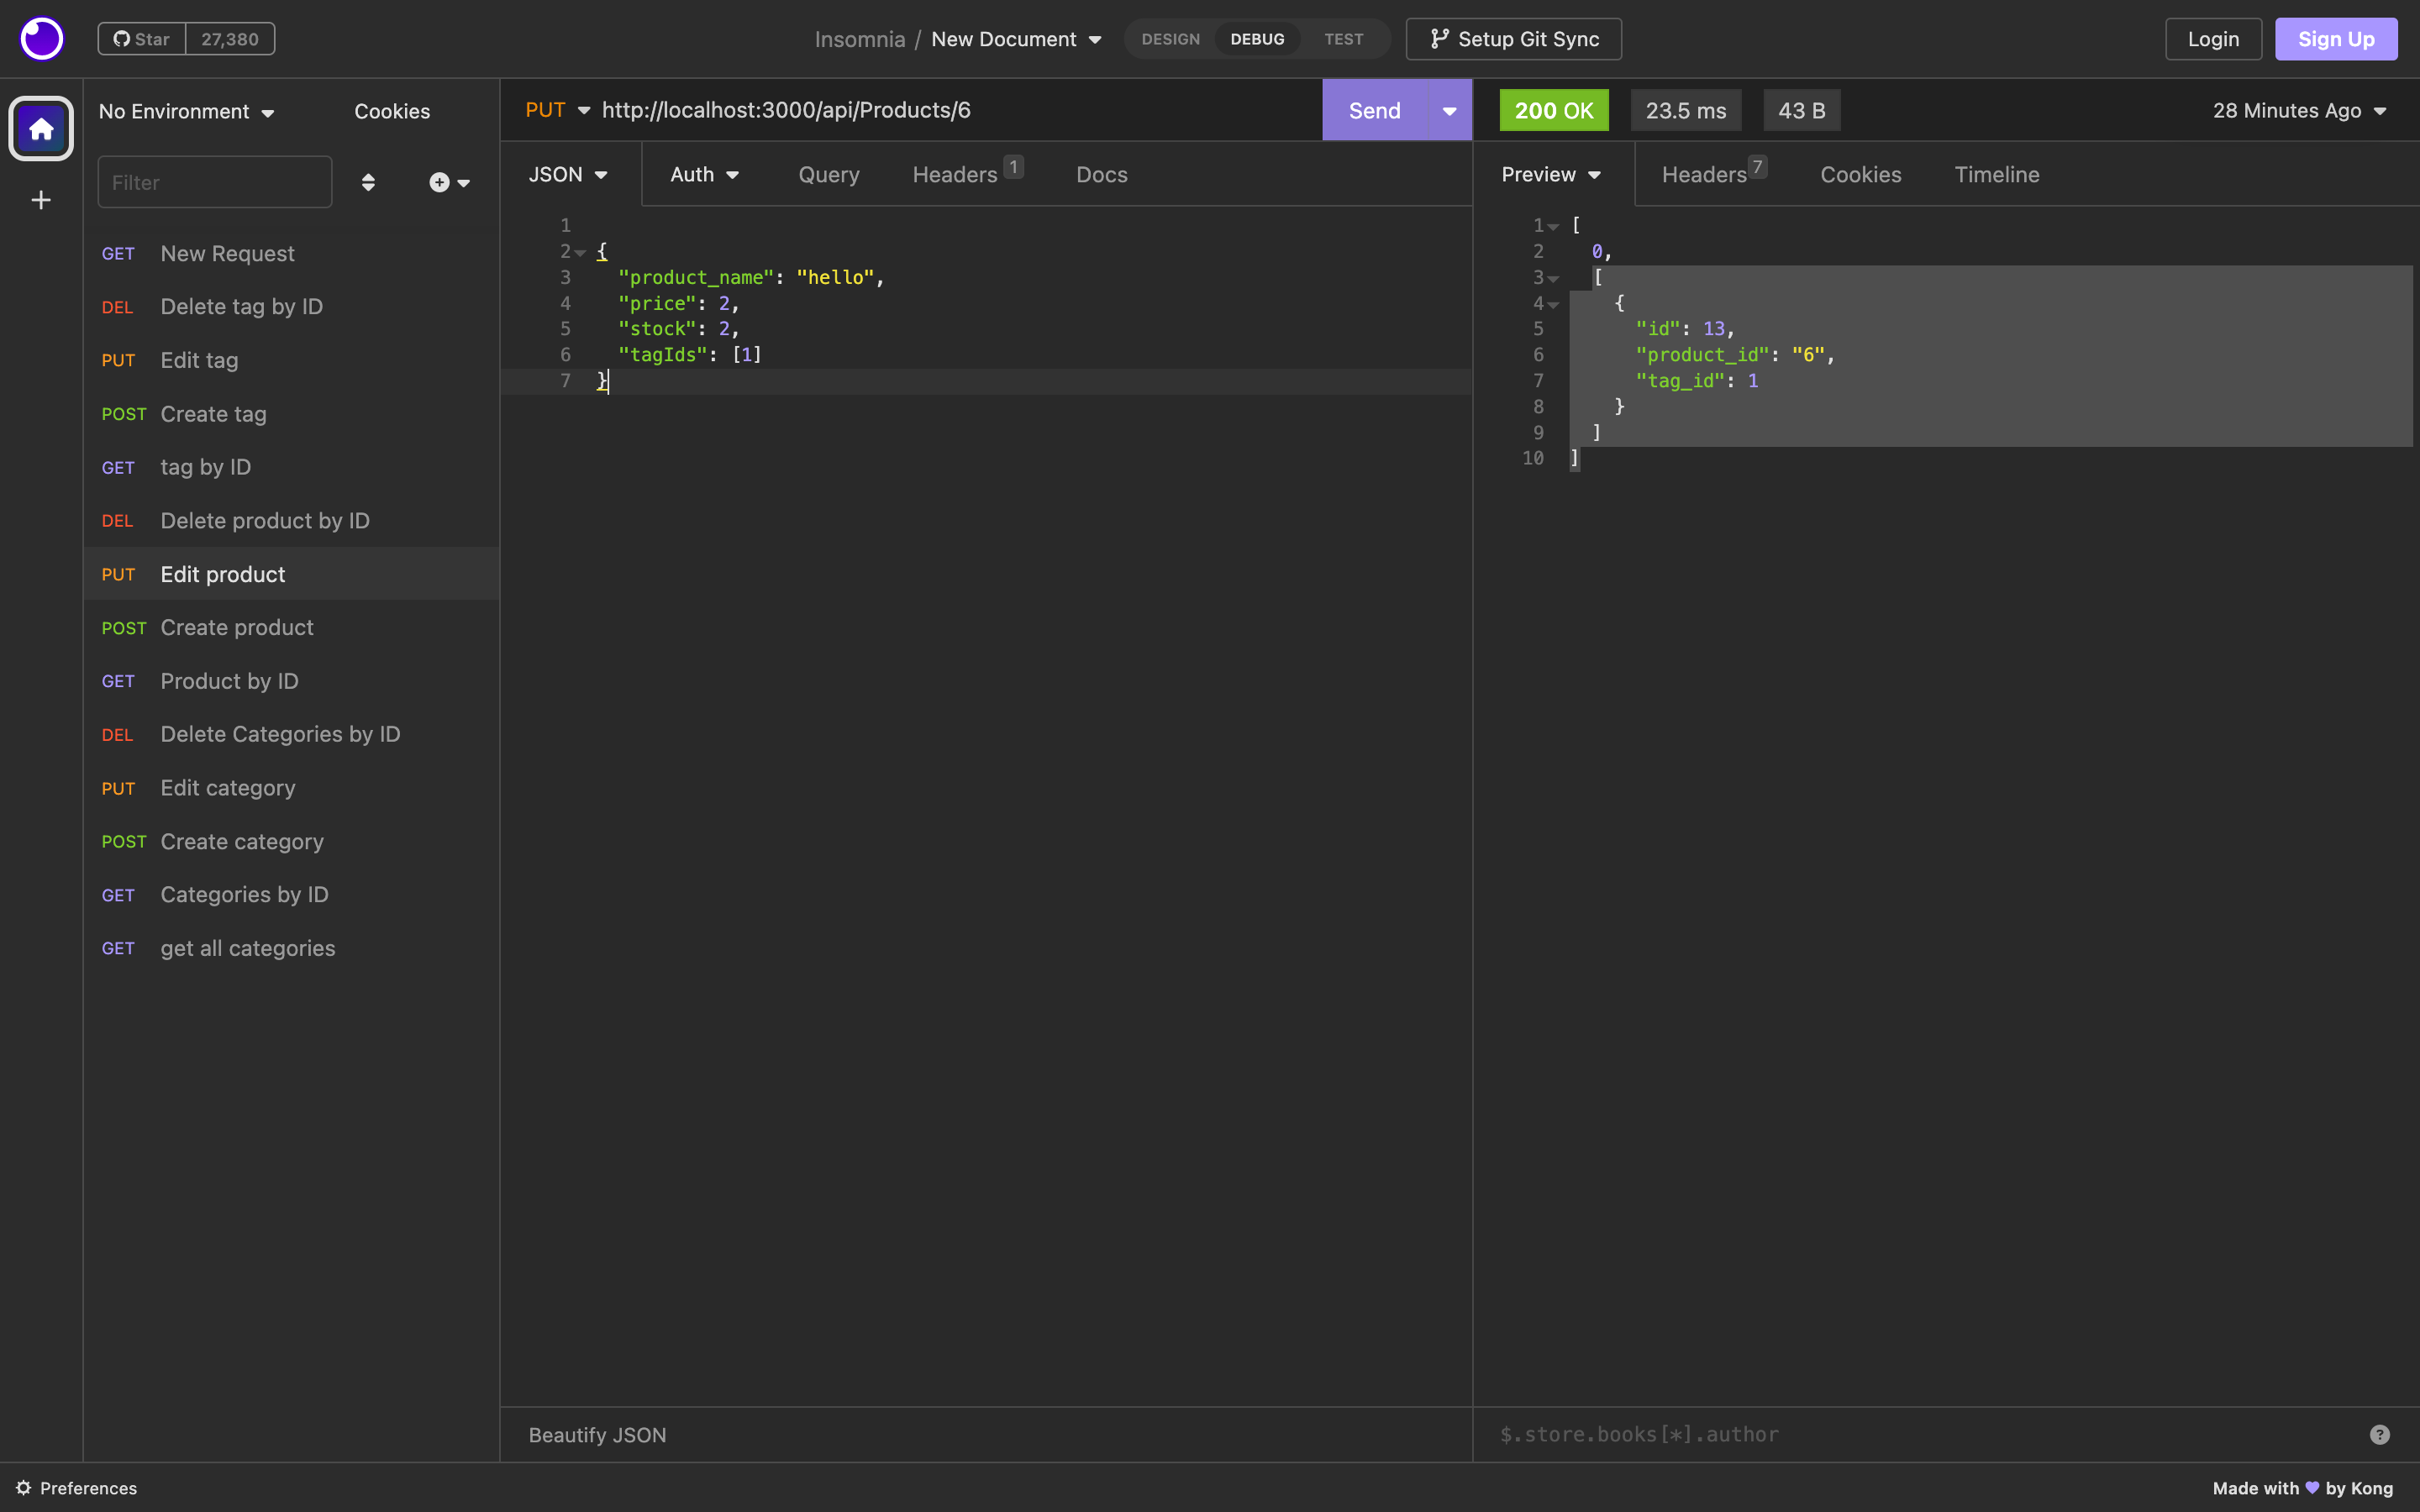 Star 27,380
Insomnia / New Document DESIGN DEBUG TEST Setup Git Sync
Login Sign Up
No Environment Cookies
Filter
GET New Request
DEL Delete tag by ID
PUT Edit tag
POST Create tag
GET tag by ID
DEL Delete product by ID
PUT Edit product
POST Create product
GET Product by ID
DEL Delete Categories by ID
PUT Edit category
POST Create category
GET Categories by ID
GET get all categories
PUT http://localhost:3000/api/Products/6 Send
JSON Auth Query Headers 1 Docs
1
2 {
3 "product_name": "hello",
4 "price": 2,
5 "stock": 2,
6 "tagIds": [1]
7 }
Beautify JSON
200 OK 23.5 ms 43 B 28 Minutes Ago
Preview Headers 7 Cookies Timeline
1 [
2 0,
3 [
4 {
5 "id": 13,
6 "product_id": "6",
7 "tag_id": 1
8 }
9 ]
10 ]
$.store.books[*].author ?
Preferences
Made with by Kong